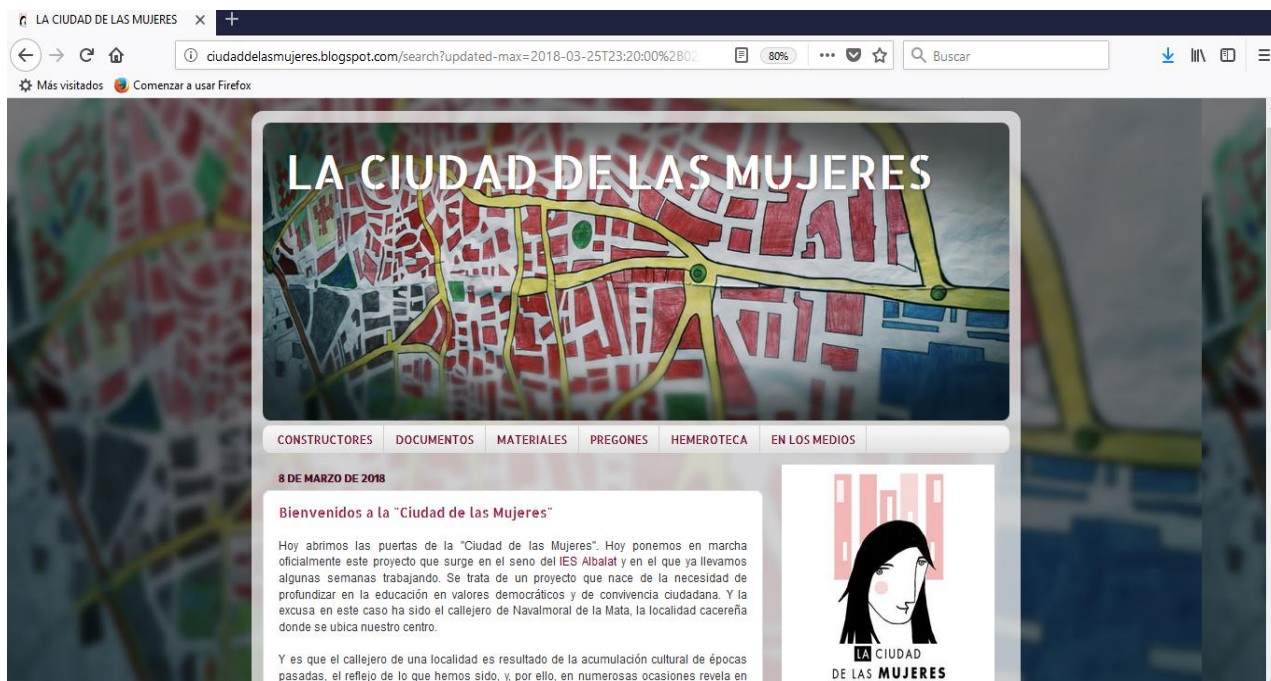 LA CIUDAD DE LAS MUJERES
ciudaddelasmujeres.blogspot.com/search?updated-max=2018-03-25T23:20:00%2B02
80%
Buscar
Más visitados
Comenzar a usar Firefox
LA CIUDAD DE LAS MUJERES
CONSTRUCTORES DOCUMENTOS MATERIALES PREGONES HEMEROTECA EN LOS MEDIOS
8 DE MARZO DE 2018
Bienvenidos a la "Ciudad de las Mujeres"
Hoy abrimos las puertas de la "Ciudad de las Mujeres". Hoy ponemos en marcha
oficialmente este proyecto que surge en el seno del IES Albalat y en el que ya llevamos
algunas semanas trabajando. Se trata de un proyecto que nace de la necesidad de
profundizar en la educación en valores democráticos y de convivencia ciudadana. Y la
excusa en este caso ha sido el callejero de Navalmoral de la Mata, la localidad cacereña
donde se ubica nuestro centro.
Y es que el callejero de una localidad es resultado de la acumulación cultural de épocas
pasadas, el reflejo de lo que hemos sido, y, por ello, en numerosas ocasiones revela en
LA CIUDAD
DE LAS MUJERES